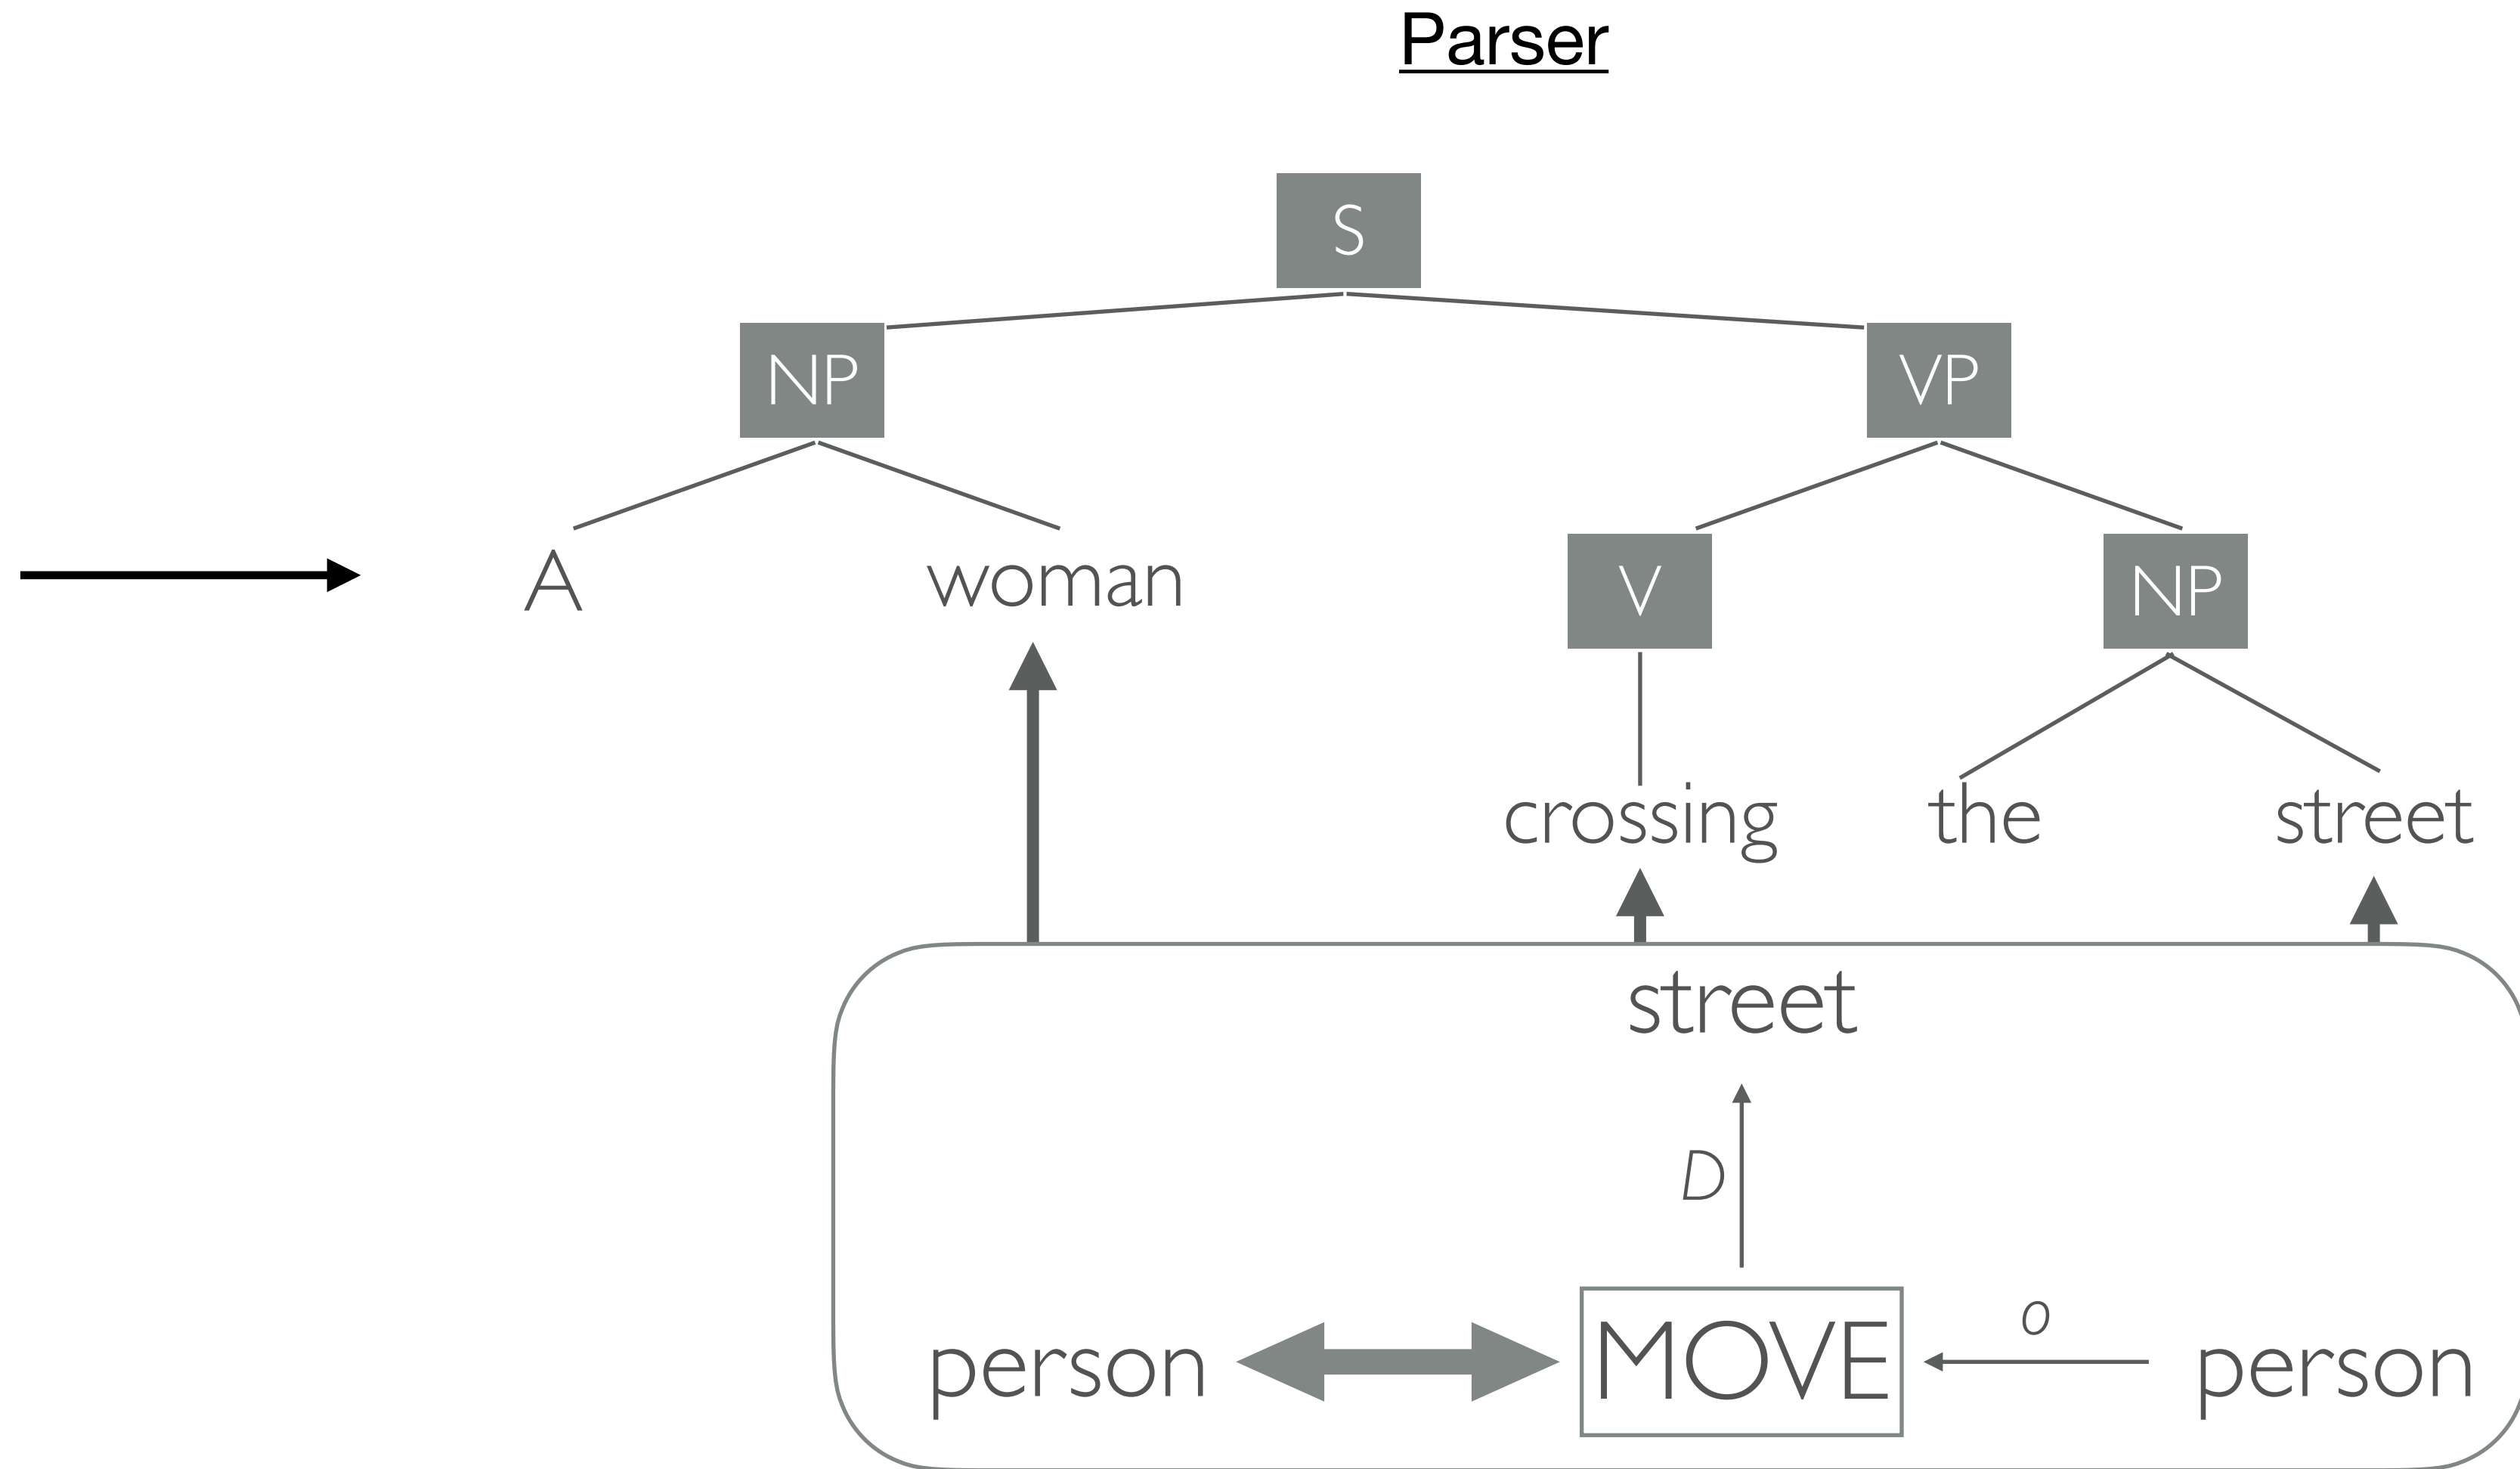 Parser
S
NP VP
A woman V NP
crossing the street
street
D
person MOVE o person